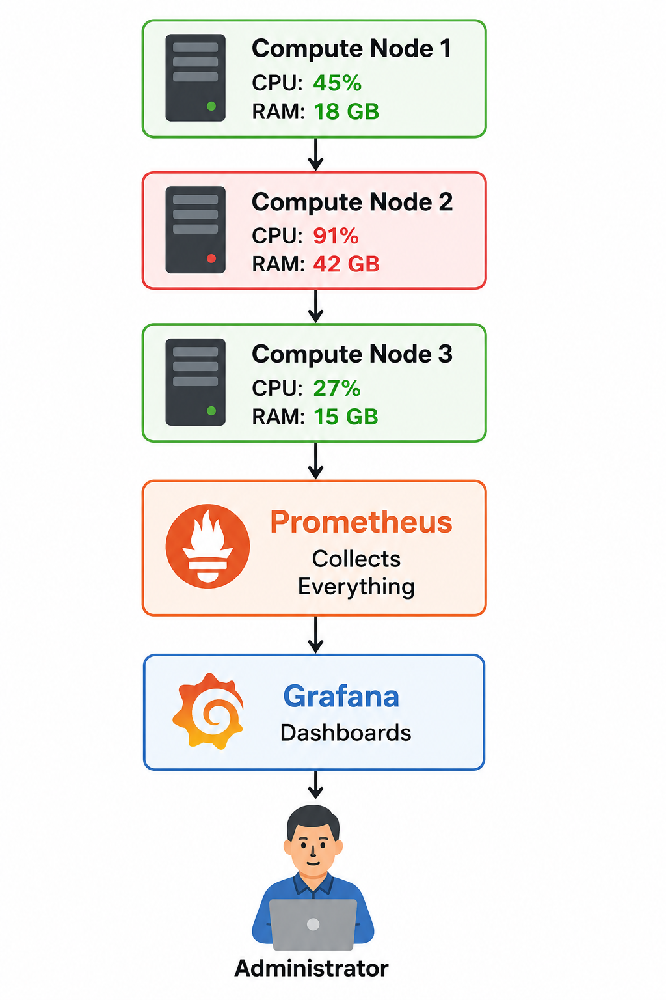 Compute Node 1
CPU: 45%
RAM: 18 GB
Compute Node 2
CPU: 91%
RAM: 42 GB
Compute Node 3
CPU: 27%
RAM: 15 GB
Prometheus
Collects
Everything
Grafana
Dashboards
Administrator